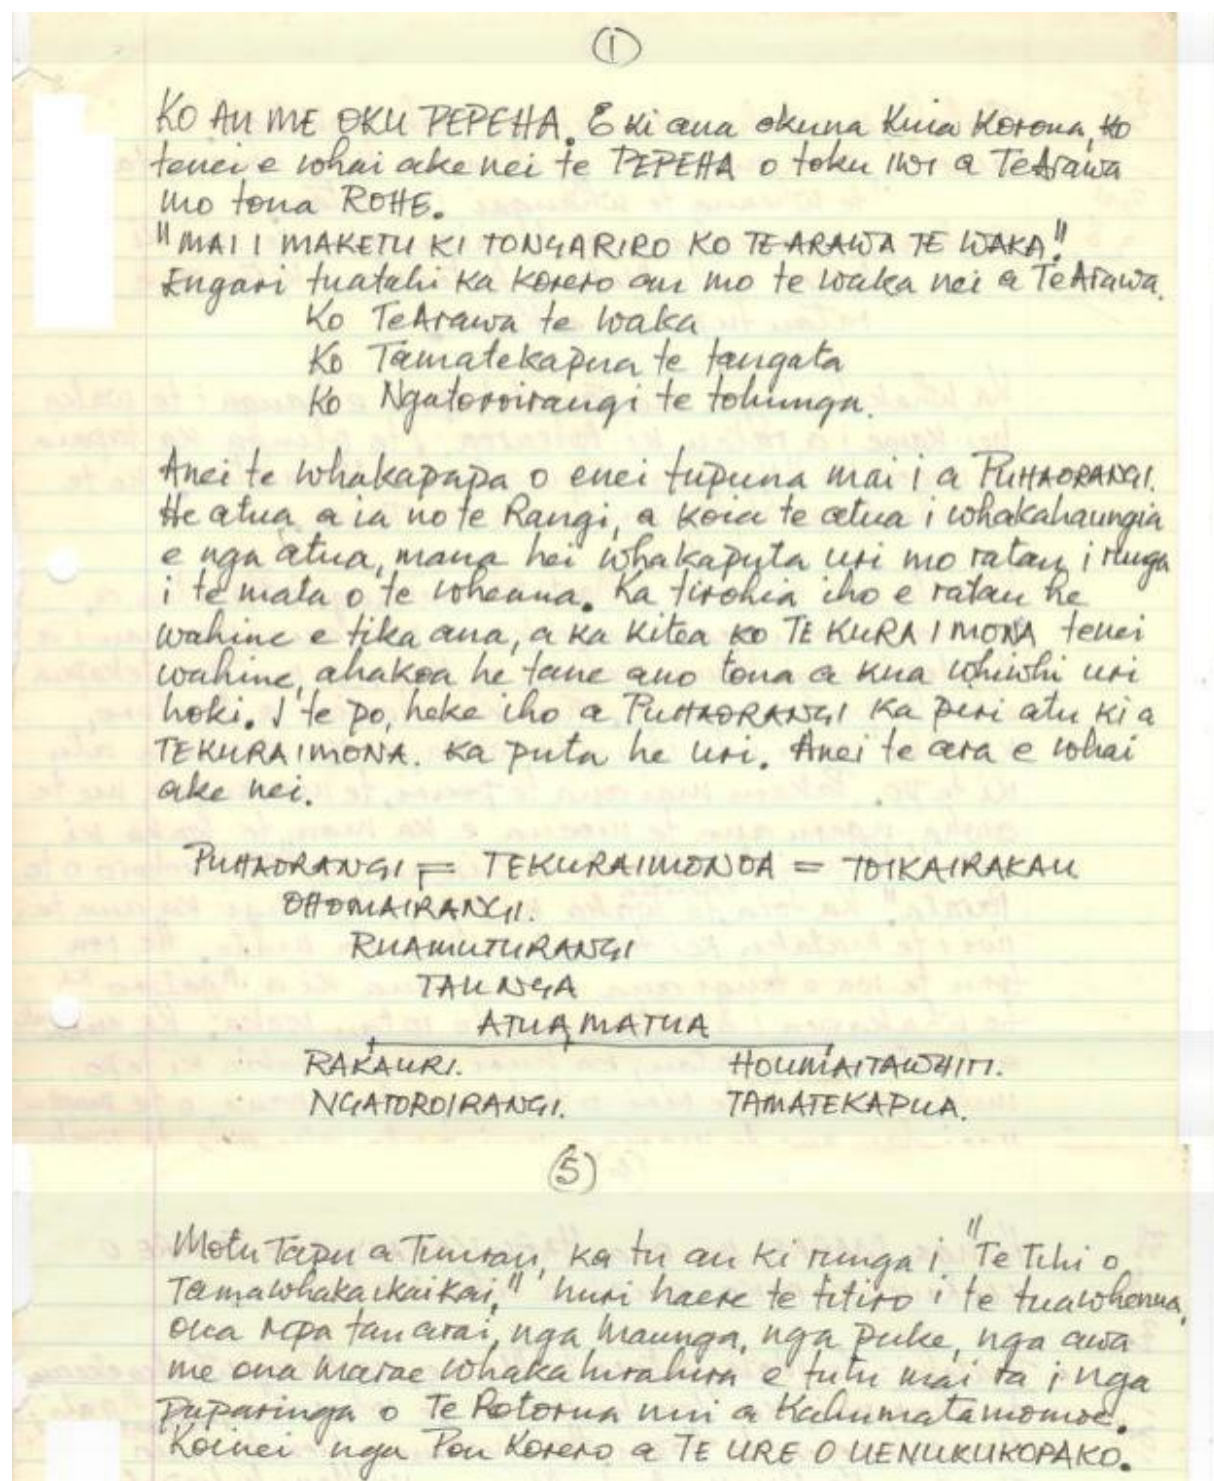 1
KO AU ME OKU PEPEHA. E ki ana okuna Kuia Korona, ko
tenei e whai ake nei te PEPEHA o toku IWI a TeArawa
mo tona ROHE.
"MAI I MAKETU KI TONGARIRO KO TE ARAWA TE WAKA."
Engari tuatahi ka korero au mo te waka nei a TeArawa.
Ko TeArawa te waka
Ko Tamatekapua te tangata
Ko Ngatoroirangi te tohunga.
Anei te whakapapa o enei tupuna mai i a PUHAORANGI.
He atua a ia no te Rangi, a koia te atua i whakahaungia
e nga atua, mana hei whakaputa uri mo ratau i runga
i te mata o te whenua. Ka tirohia iho e ratau he
wahine e tika ana, a ka kitea ko TE KURA I MONA tenei
wahine, ahakoa he tane ano tona a kua whiwhi uri
hoki. I te po, heke iho a PUHAORANGI ka piri atu ki a
TEKURAIMONA. Ka puta he uri. Anei te ara e whai
ake nei.
PUHAORANGI = TEKURAIMONOA = TOIKAIRAKAU
OHOMAIRANGI.
RUAMUTURANGI
TAUNGA
ATUAMATUA
RAKAURI. HOUMAITAWHITI.
NGATOROIRANGI. TAMATEKAPUA.
5
Motu Tapu a Tinirau, ka tu au ki runga i "Te Tihi o
Tamawhakaikaikai," huri haere te titiro i te tuawhenua,
ona ropa tauarai, nga maunga, nga puke, nga awa
me ona marae whakahirahira e tutu mai ra i nga
paparinga o Te Rotorua nui a Kahumatamomoe.
Koinei nga Pou Korero a TE URE O UENUKUKOPAKO.